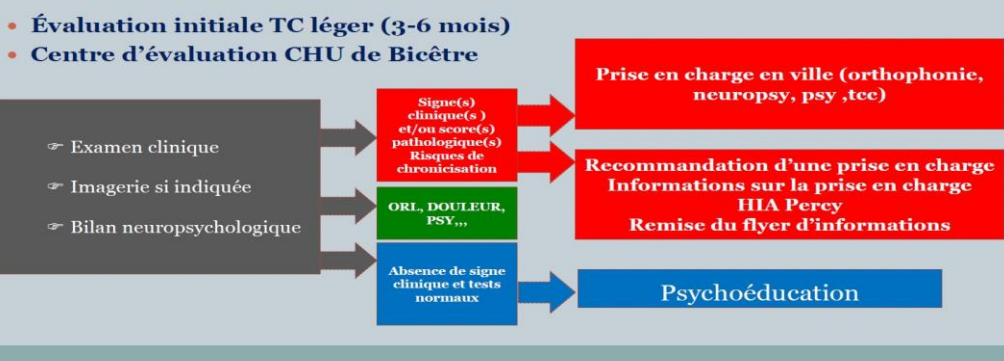 • Évaluation initiale TC léger (3-6 mois)
• Centre d'évaluation CHU de Bicêtre
☞ Examen clinique
☞ Imagerie si indiquée
☞ Bilan neuropsychologique
Signe(s)
clinique(s )
et/ou score(s)
pathologique(s)
Risques de
chronicisation
ORL, DOULEUR,
PSY,,,
Absence de signe
clinique et tests
normaux
Prise en charge en ville (orthophonie,
neuropsy, psy ,tcc)
Recommandation d'une prise en charge
Informations sur la prise en charge
HIA Percy
Remise du flyer d'informations
Psychoéducation